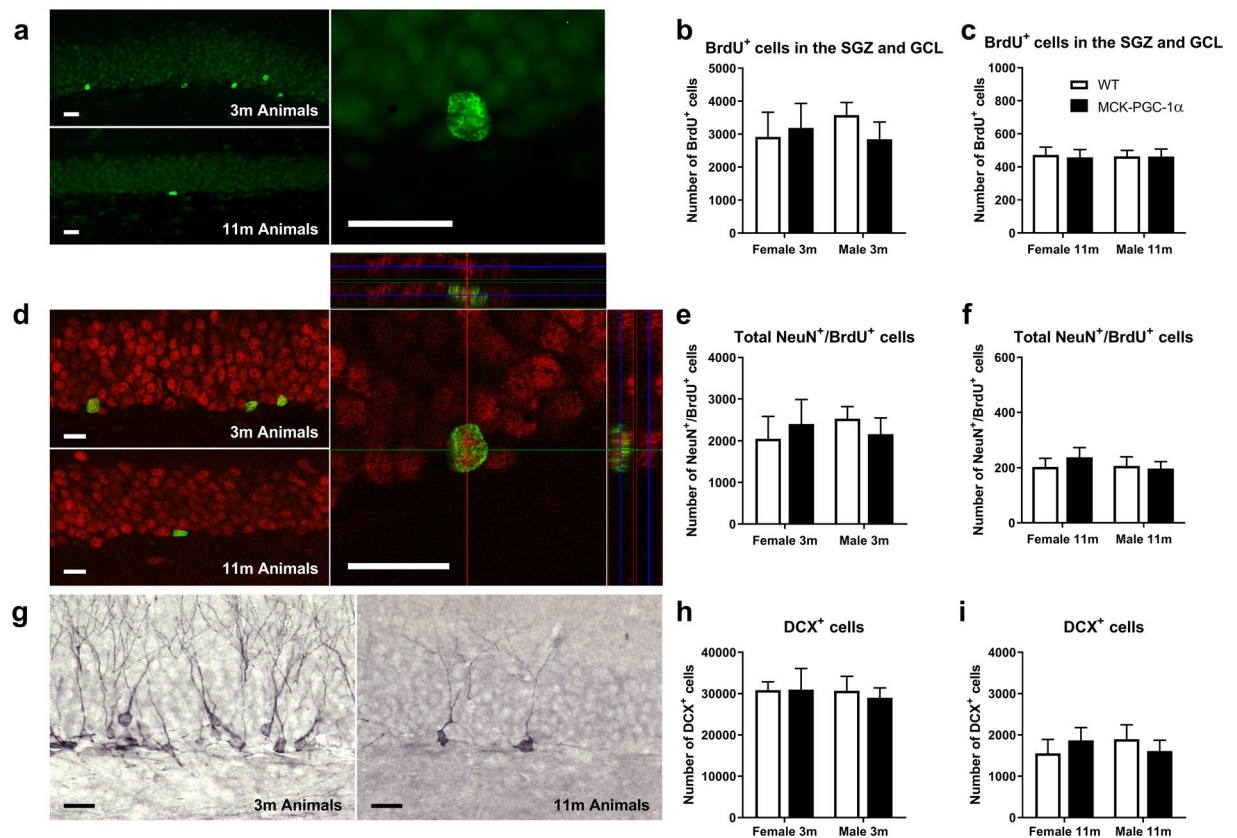 a
3m Animals
11m Animals
b
BrdU⁺ cells in the SGZ and GCL
Number of BrdU⁺ cells
5000
4000
3000
2000
1000
0
Female 3m
Male 3m
c
BrdU⁺ cells in the SGZ and GCL
Number of BrdU⁺ cells
1000
800
600
400
200
0
WT
MCK-PGC-1α
Female 11m
Male 11m
d
3m Animals
11m Animals
e
Total NeuN⁺/BrdU⁺ cells
Number of NeuN⁺/BrdU⁺ cells
4000
3000
2000
1000
0
Female 3m
Male 3m
f
Total NeuN⁺/BrdU⁺ cells
Number of NeuN⁺/BrdU⁺ cells
600
400
200
0
Female 11m
Male 11m
g
3m Animals
11m Animals
h
DCX⁺ cells
Number of DCX⁺ cells
40000
30000
20000
10000
0
Female 3m
Male 3m
i
DCX⁺ cells
Number of DCX⁺ cells
4000
3000
2000
1000
0
Female 11m
Male 11m